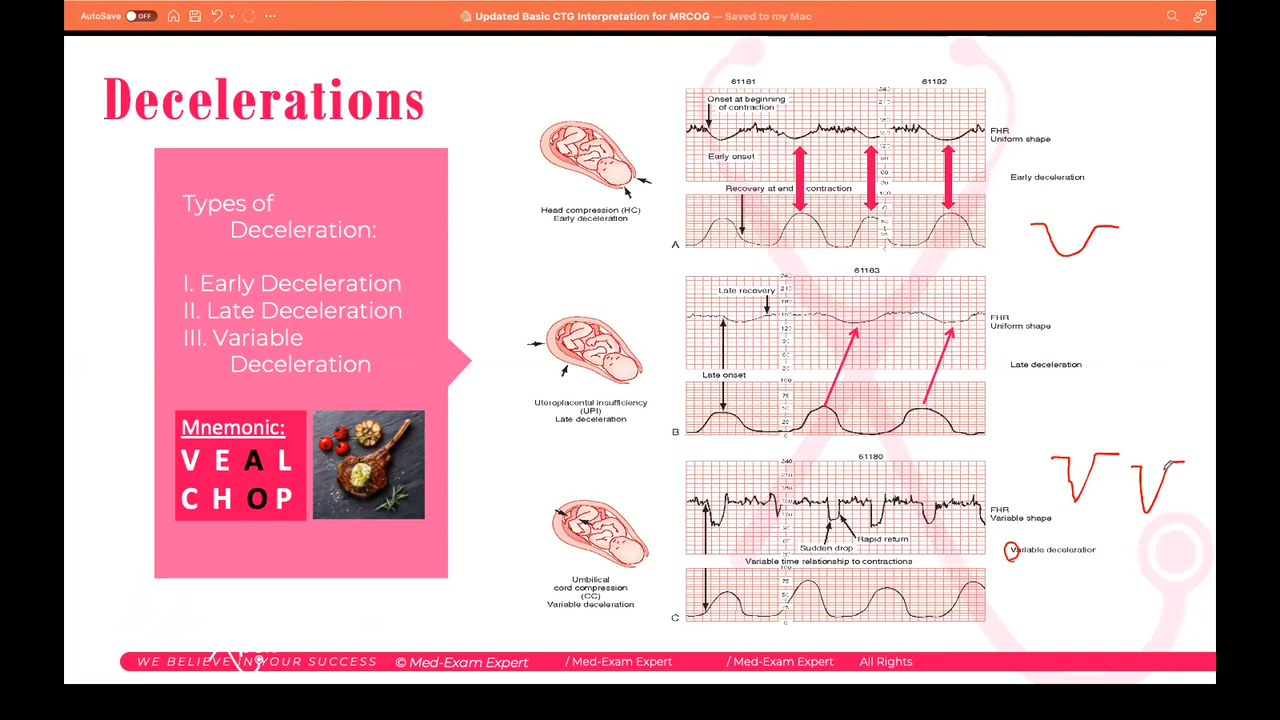 AutoSave OFF
Updated Basic CTG Interpretation for MRCOG — Saved to my Mac
Decelerations
Types of
Deceleration:
I. Early Deceleration
II. Late Deceleration
III. Variable
Deceleration
Mnemonic:
V E A L
C H O P
Head compression (HC)
Early deceleration
61181
61182
Onset at beginning
of contraction
Early onset
Recovery at end contraction
FHR
Uniform shape
Early deceleration
A
Uteroplacental insufficiency
(UPI)
Late deceleration
61183
Late recovery
Late onset
FHR
Uniform shape
Late deceleration
B
Umbilical
cord compression
(CC)
Variable deceleration
61180
Sudden drop
Rapid return
Variable time relationship to contractions
FHR
Variable shape
Variable deceleration
C
WE BELIEVE IN YOUR SUCCESS © Med-Exam Expert / Med-Exam Expert / Med-Exam Expert All Rights